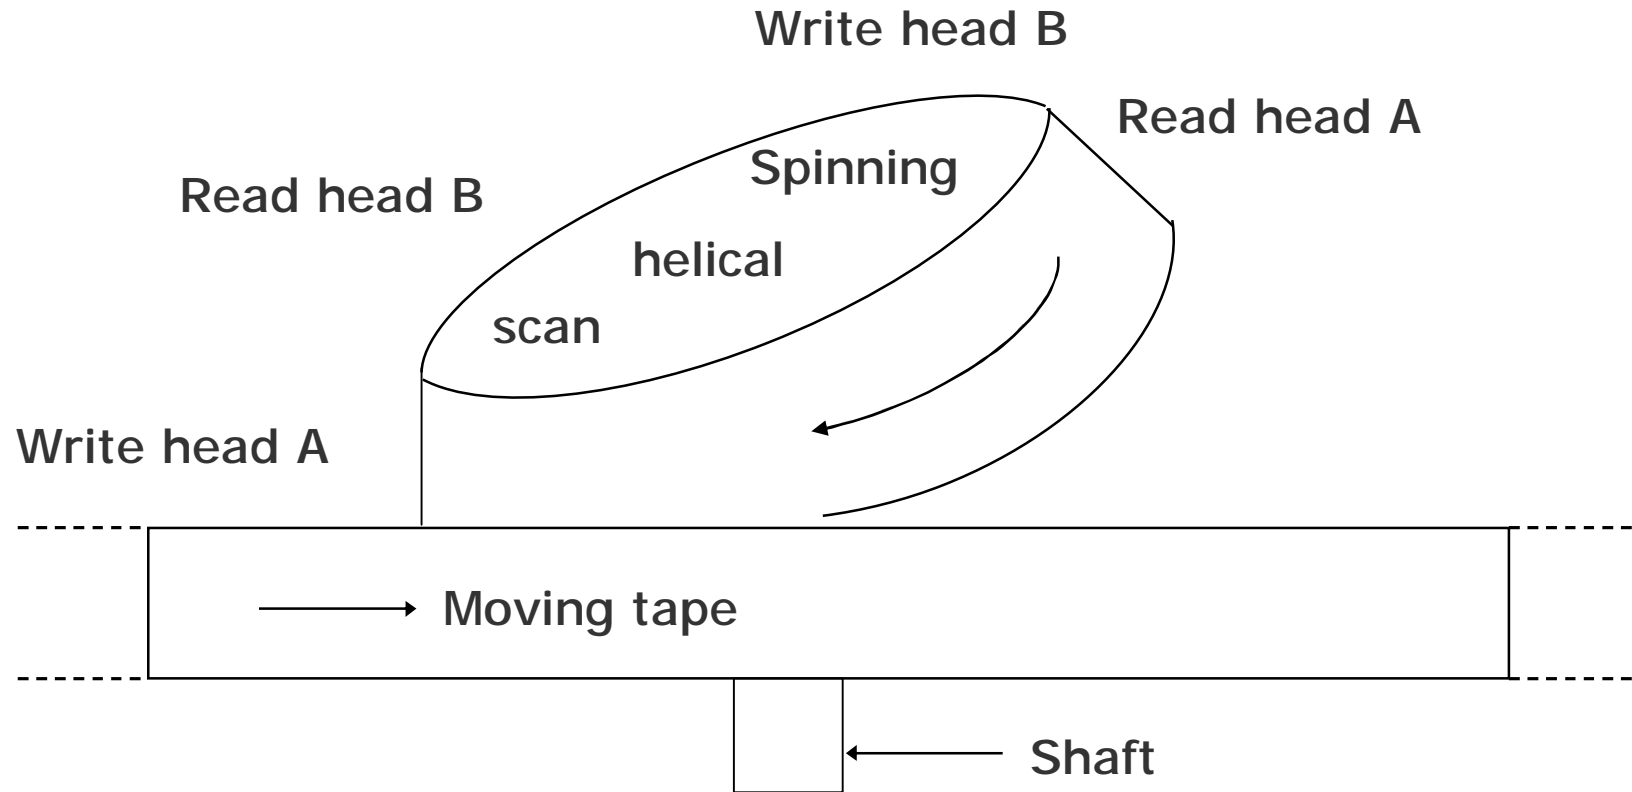 Write head B
Read head A
Spinning
Read head B
helical
scan
Write head A
Moving tape
Shaft